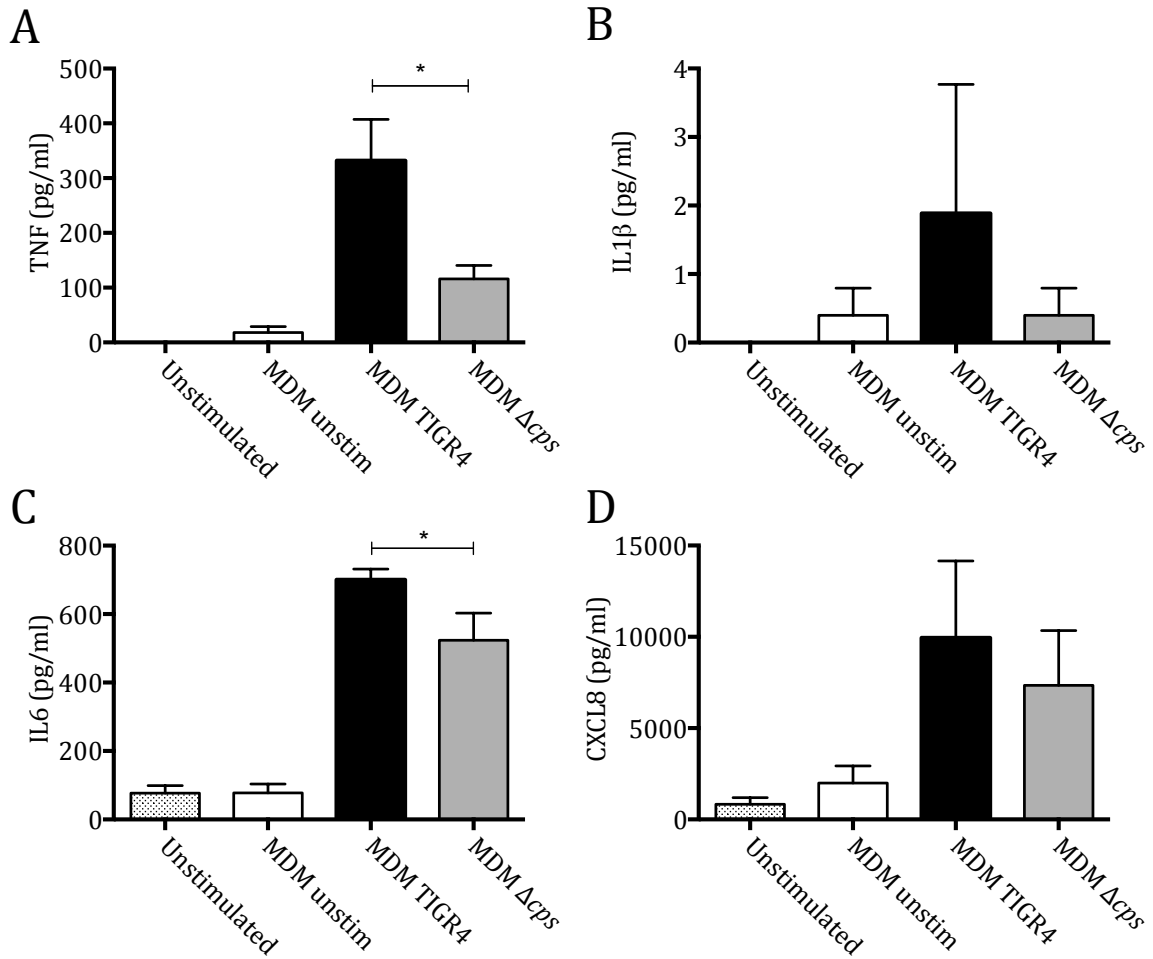 A
TNF (pg/ml)
500
400
300
200
100
0
*
Unstimulated
MDM unstim
MDM TIGR4
MDM Δcps
B
IL1β (pg/ml)
4
3
2
1
0
Unstimulated
MDM unstim
MDM TIGR4
MDM Δcps
C
IL6 (pg/ml)
800
600
400
200
0
*
Unstimulated
MDM unstim
MDM TIGR4
MDM Δcps
D
CXCL8 (pg/ml)
15000
10000
5000
0
Unstimulated
MDM unstim
MDM TIGR4
MDM Δcps